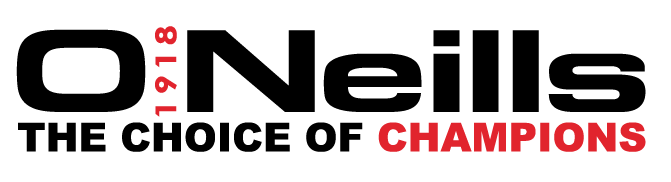 O'Neills
1918
THE CHOICE OF CHAMPIONS